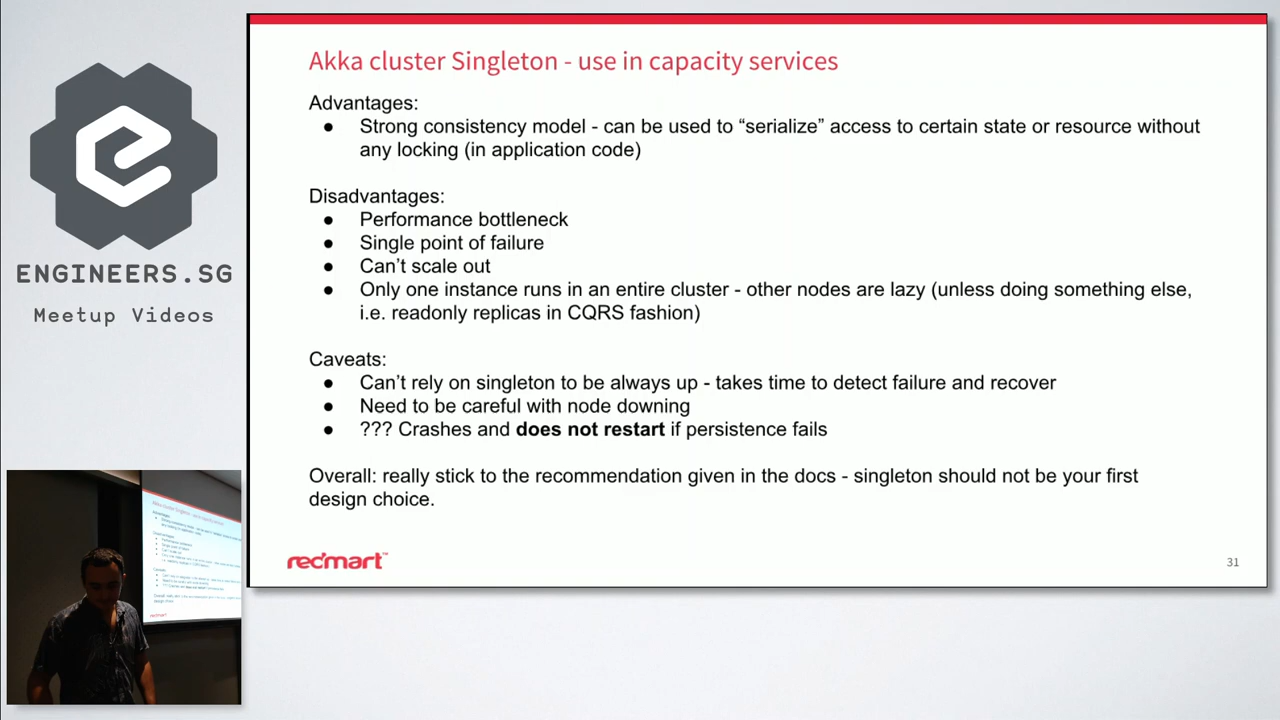 ENGINEERS.SG
Meetup Videos
Akka cluster Singleton - use in capacity services
Advantages:
● Strong consistency model - can be used to “serialize” access to certain state or resource without
any locking (in application code)
Disadvantages:
● Performance bottleneck
● Single point of failure
● Can’t scale out
● Only one instance runs in an entire cluster - other nodes are lazy (unless doing something else,
i.e. readonly replicas in CQRS fashion)
Caveats:
● Can’t rely on singleton to be always up - takes time to detect failure and recover
● Need to be careful with node downing
● ??? Crashes and does not restart if persistence fails
Overall: really stick to the recommendation given in the docs - singleton should not be your first
design choice.
redmart™
31